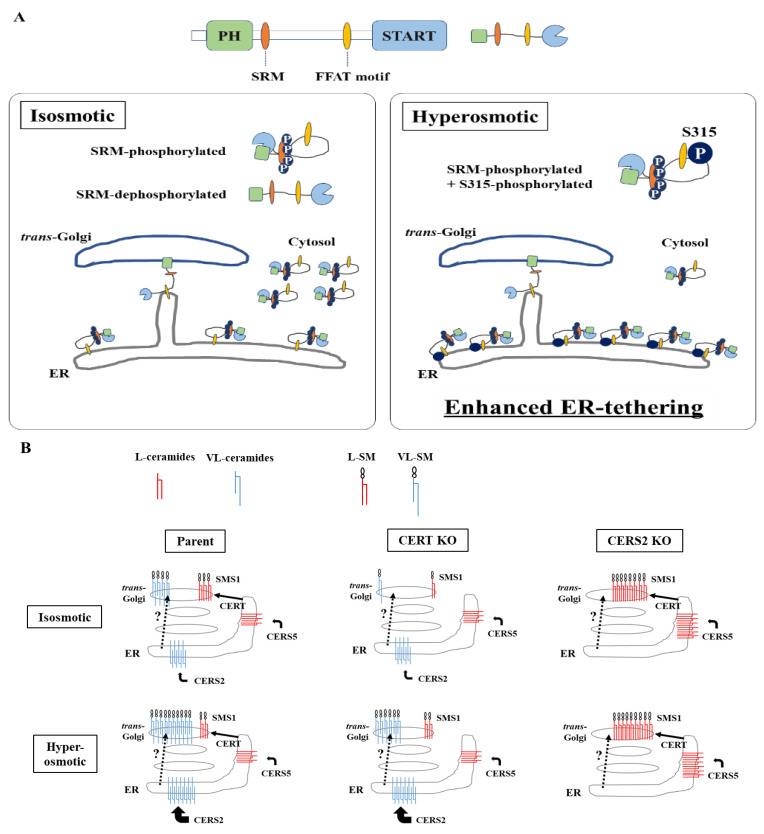 A
PH
START
SRM
FFAT motif
Isosmotic
SRM-phosphorylated
P
P
P
P
SRM-dephosphorylated
trans-Golgi
Cytosol
ER
Hyperosmotic
S315
P
SRM-phosphorylated
+ S315-phosphorylated
P
P
P
P
trans-Golgi
Cytosol
ER
Enhanced ER-tethering
B
L-ceramides
VL-ceramides
L-SM
VL-SM
Parent
CERT KO
CERS2 KO
Isosmotic
trans-
Golgi
SMS1
CERT
?
CERS5
ER
CERS2
trans-
Golgi
SMS1
?
CERS5
ER
CERS2
trans-
Golgi
SMS1
CERT
?
CERS5
ER
Hyper-
osmotic
trans-
Golgi
SMS1
CERT
?
CERS5
ER
CERS2
trans-
Golgi
SMS1
?
CERS5
ER
CERS2
trans-
Golgi
SMS1
CERT
?
CERS5
ER